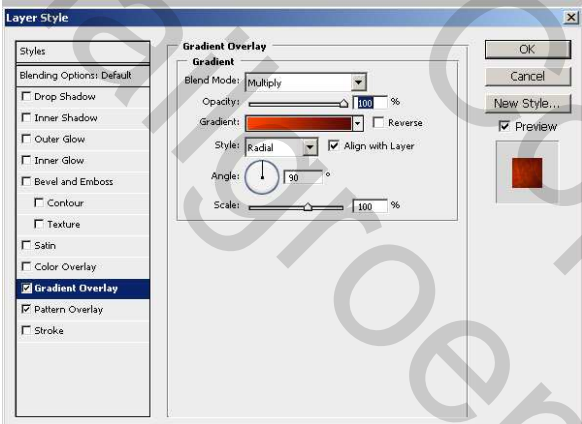 Layer Style
Styles
Blending Options: Default
Drop Shadow
Inner Shadow
Outer Glow
Inner Glow
Bevel and Emboss
Contour
Texture
Satin
Color Overlay
Gradient Overlay
Pattern Overlay
Stroke
Gradient Overlay
Gradient
Blend Mode: Multiply
Opacity: 100 %
Gradient: Reverse
Style: Radial Align with Layer
Angle: 90 °
Scale: 100 %
OK
Cancel
New Style...
Preview